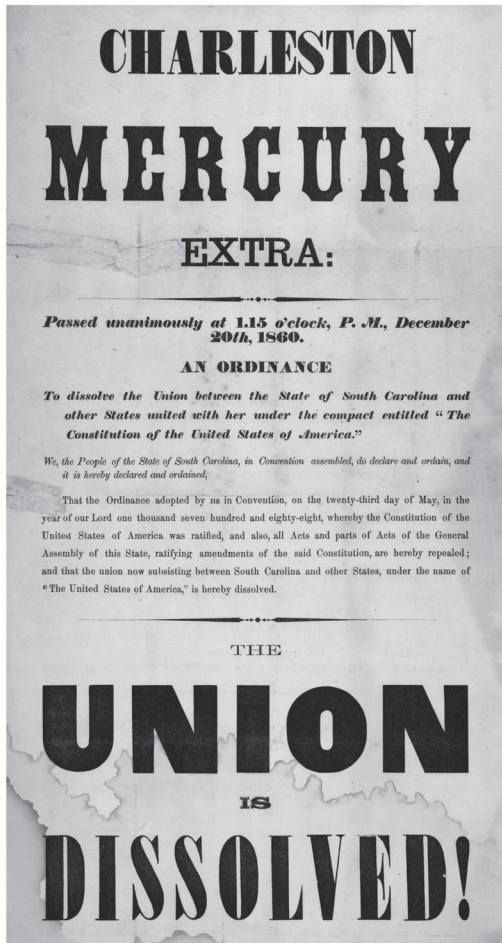 CHARLESTON
MERCURY
EXTRA:
Passed unanimously at 1.15 o'clock, P. M., December
20th, 1860.
AN ORDINANCE
To dissolve the Union between the State of South Carolina and
other States united with her under the compact entitled "The
Constitution of the United States of America."
We, the People of the State of South Carolina, in Convention assembled, do declare and ordain, and
it is hereby declared and ordained,
That the Ordinance adopted by us in Convention, on the twenty-third day of May, in the
year of our Lord one thousand seven hundred and eighty-eight, whereby the Constitution of the
United States of America was ratified, and also, all Acts and parts of Acts of the General
Assembly of this State, ratifying amendments of the said Constitution, are hereby repealed;
and that the union now subsisting between South Carolina and other States, under the name of
"The United States of America," is hereby dissolved.
THE
UNION
IS
DISSOLVED!